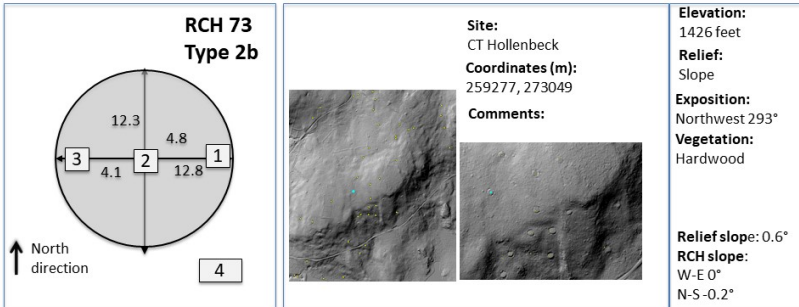 RCH 73
Type 2b
12.3
4.8
3
2
1
4.1
12.8
North
direction
4
Site:
CT Hollenbeck
Coordinates (m):
259277, 273049
Comments:
Elevation:
1426 feet
Relief:
Slope
Exposition:
Northwest 293°
Vegetation:
Hardwood
Relief slope: 0.6°
RCH slope:
W-E 0°
N-S -0.2°